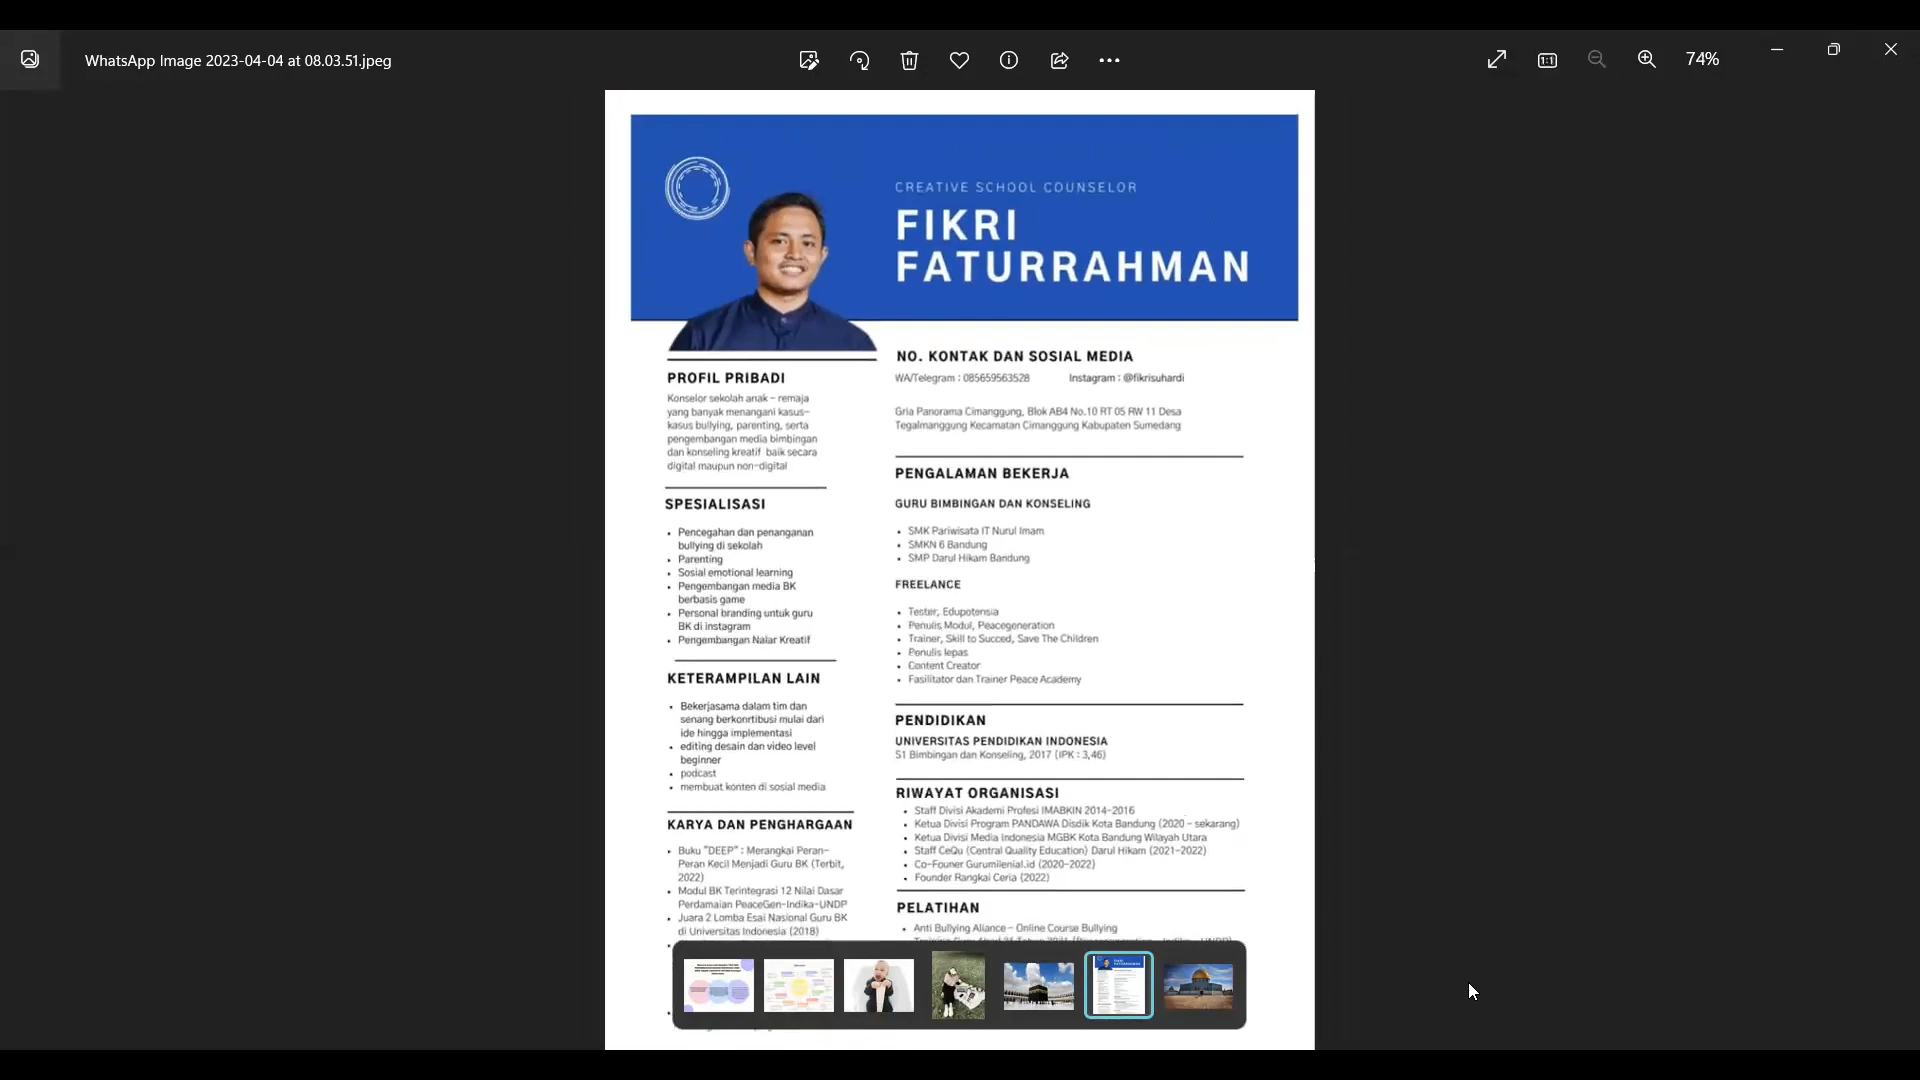 WhatsApp Image 2023-04-04 at 08.03.51.jpeg
74%
CREATIVE SCHOOL COUNSELOR
FIKRI
FATURRAHMAN
PROFIL PRIBADI
Konselor sekolah anak - remaja
yang banyak menangani kasus-
kasus bullying, parenting, serta
pengembangan media bimbingan
dan konseling kreatif baik secara
digital maupun non-digital
SPESIALISASI
• Pencegahan dan penanganan
bullying di sekolah
• Parenting
• Sosial emotional learning
• Pengembangan media BK
berbasis game
• Personal branding untuk guru
BK di instagram
• Pengembangan Nalar Kreatif
KETERAMPILAN LAIN
• Bekerjasama dalam tim dan
senang berkonrtibusi mulai dari
ide hingga implementasi
• editing desain dan video level
beginner
• podcast
• membuat konten di sosial media
KARYA DAN PENGHARGAAN
• Buku "DEEP" : Merangkai Peran-
Peran Kecil Menjadi Guru BK (Terbit,
2022)
• Modul BK Terintegrasi 12 Nilai Dasar
Perdamaian PeaceGen-Indika-UNDP
• Juara 2 Lomba Esai Nasional Guru BK
di Universitas Indonesia (2018)
NO. KONTAK DAN SOSIAL MEDIA
WA/Telegram : 085659563528 Instagram : @fikrisuhardi
Gria Panorama Cimanggung, Blok AB4 No.10 RT 05 RW 11 Desa
Tegalmanggung Kecamatan Cimanggung Kabupaten Sumedang
PENGALAMAN BEKERJA
GURU BIMBINGAN DAN KONSELING
• SMK Pariwisata IT Nurul Imam
• SMKN 6 Bandung
• SMP Darul Hikam Bandung
FREELANCE
• Tester, Edupotensia
• Penulis Modul, Peacegeneration
• Trainer, Skill to Succed, Save The Children
• Penulis lepas
• Content Creator
• Fasilitator dan Trainer Peace Academy
PENDIDIKAN
UNIVERSITAS PENDIDIKAN INDONESIA
S1 Bimbingan dan Konseling, 2017 (IPK : 3,46)
RIWAYAT ORGANISASI
• Staff Divisi Akademi Profesi IMABKIN 2014-2016
• Ketua Divisi Program PANDAWA Disdik Kota Bandung (2020 - sekarang)
• Ketua Divisi Media Indonesia MGBK Kota Bandung Wilayah Utara
• Staff CeQu (Central Quality Education) Darul Hikam (2021-2022)
• Co-Founer Gurumilenial.id (2020-2022)
• Founder Rangkai Ceria (2022)
PELATIHAN
• Anti Bullying Aliance - Online Course Bullying